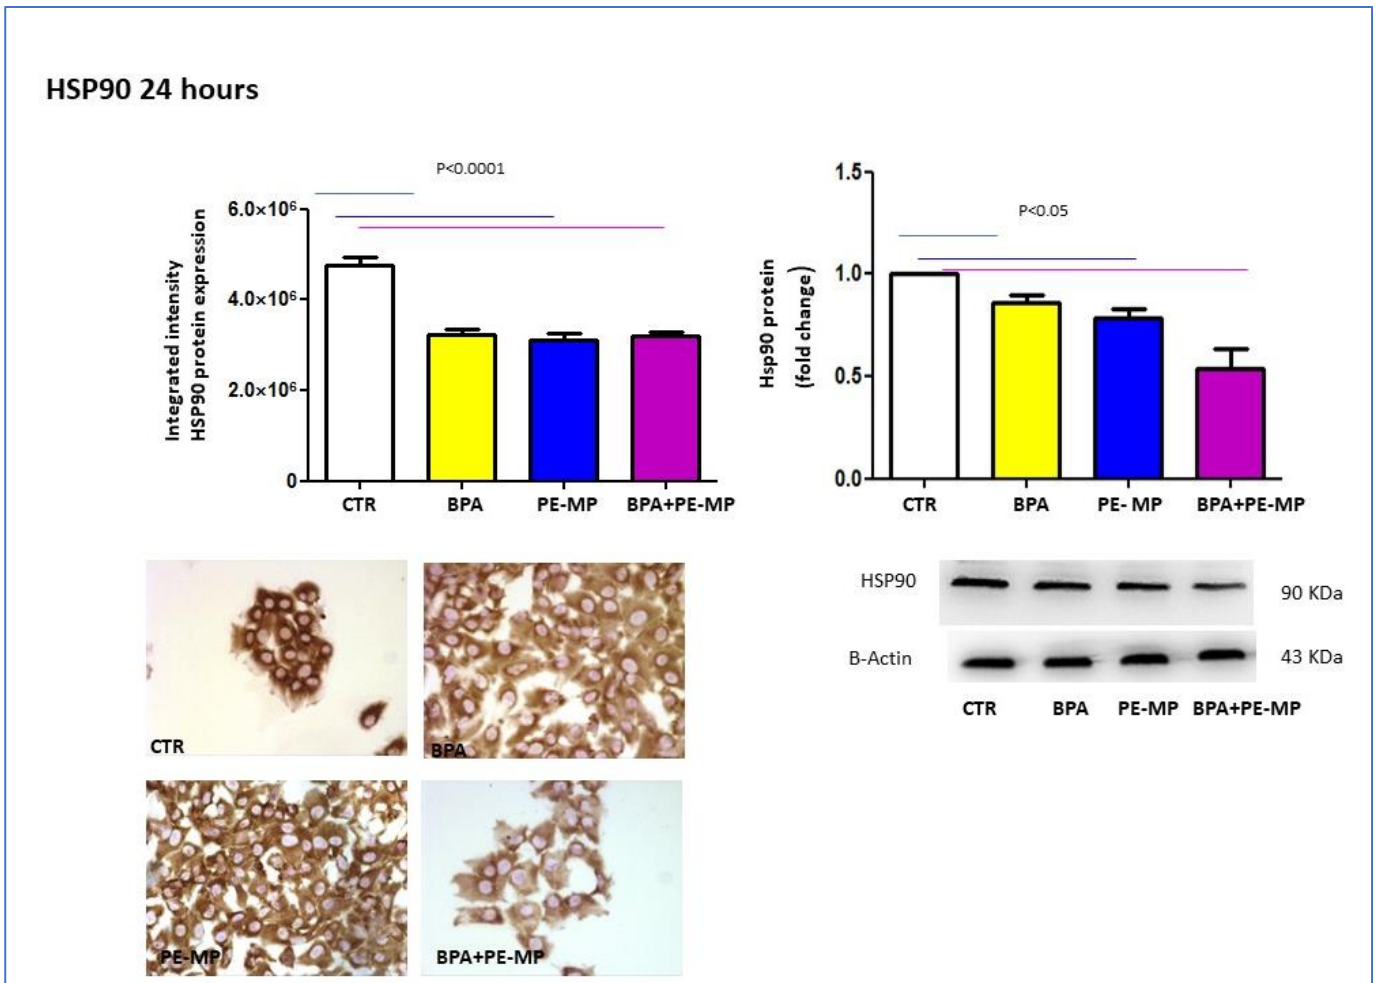 HSP90 24 hours
P<0.0001
Integrated intensity
HSP90 protein expression
6.0×10⁶
4.0×10⁶
2.0×10⁶
0
CTR BPA PE-MP BPA+PE-MP
P<0.05
Hsp90 protein
(fold change)
1.5
1.0
0.5
0.0
CTR BPA PE- MP BPA+PE-MP
CTR
BPA
PE-MP
BPA+PE-MP
HSP90 90 KDa
B-Actin 43 KDa
CTR BPA PE-MP BPA+PE-MP